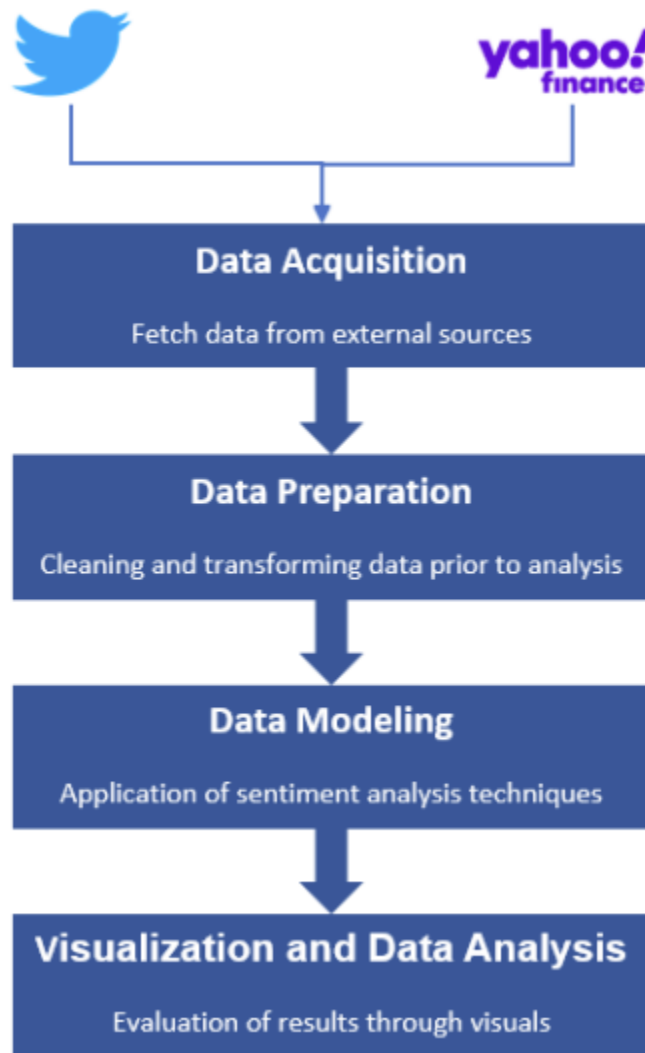 yahoo!
finance
Data Acquisition
Fetch data from external sources
Data Preparation
Cleaning and transforming data prior to analysis
Data Modeling
Application of sentiment analysis techniques
Visualization and Data Analysis
Evaluation of results through visuals